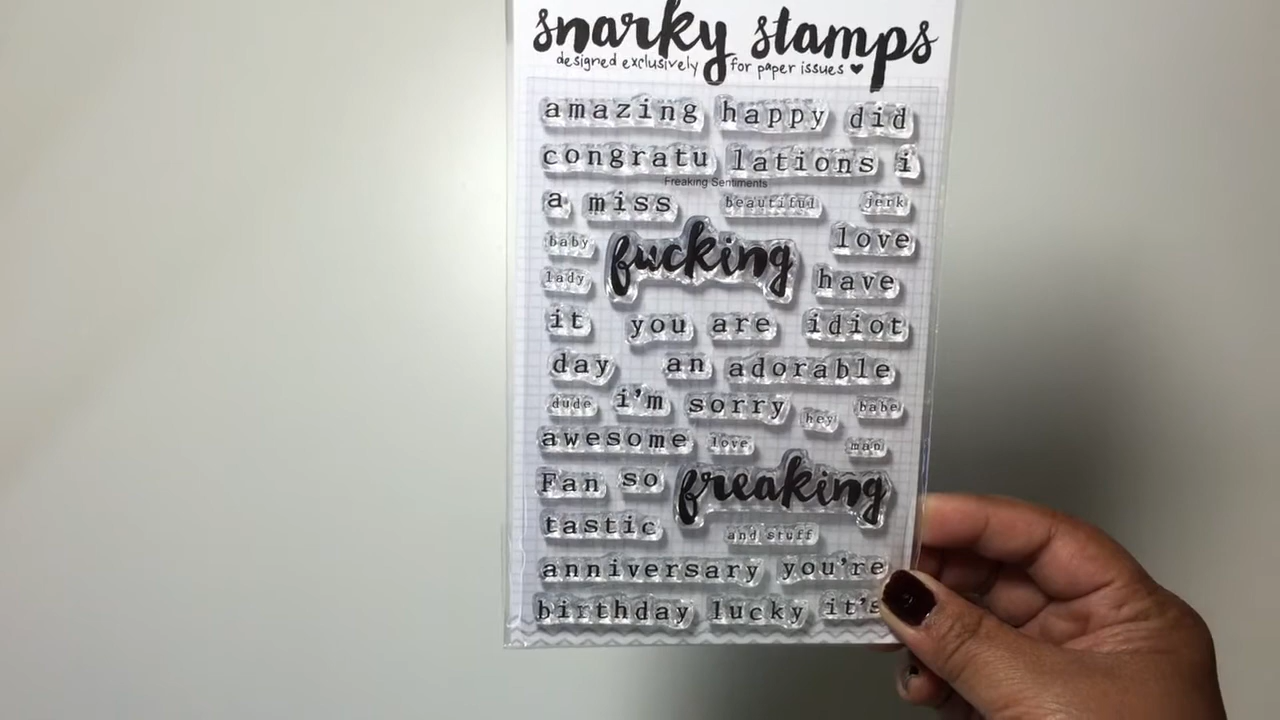 snarky stamps
designed exclusively for paper issues
amazing happy did
congratu lations i
Freaking Sentiments
a miss beautiful jerk
baby fucking love
lady have
it you are idiot
day an adorable
dude i'm sorry hey babe
awesome love man
Fan so freaking
tastic and stuff
anniversary you're
birthday lucky it's